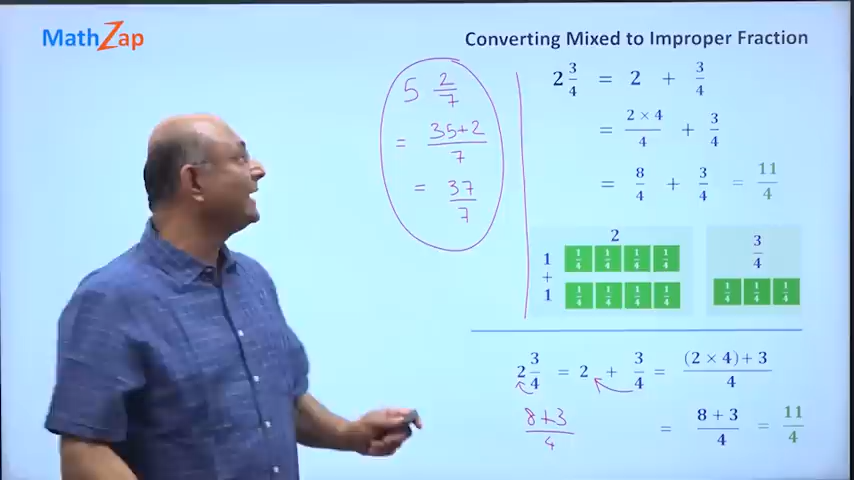 MathZap
Converting Mixed to Improper Fraction
5 2/7
= 35+2/7
= 37/7
2 3/4 = 2 + 3/4
= 2 × 4/4 + 3/4
= 8/4 + 3/4 = 11/4
2
1 1/4 1/4 1/4 1/4
+
1 1/4 1/4 1/4 1/4
3/4
1/4 1/4 1/4
2 3/4 = 2 + 3/4 = (2 × 4) + 3/4
8+3/4
= 8 + 3/4 = 11/4